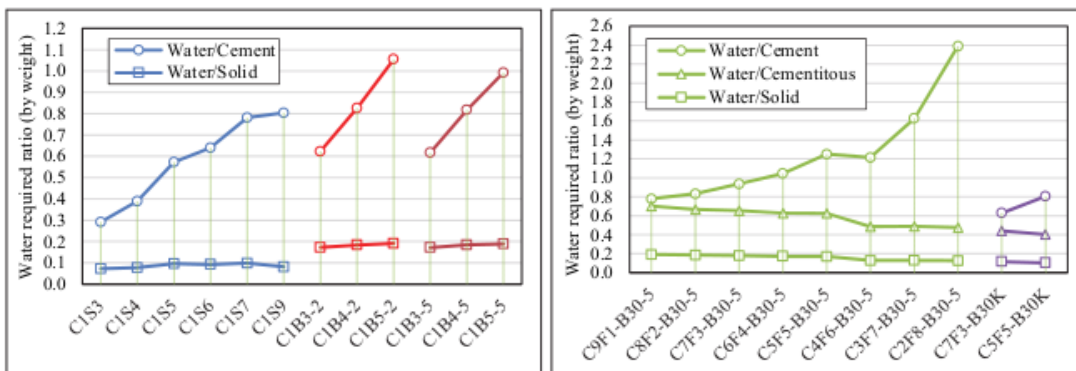 Water required ratio (by weight)
1.2
1.1
1.0
0.9
0.8
0.7
0.6
0.5
0.4
0.3
0.2
0.1
0.0
Water/Cement
Water/Solid
C1S3
C1S4
C1S5
C1S6
C1S7
C1S9
C1B3-2
C1B4-2
C1B5-2
C1B3-5
C1B4-5
C1B5-5
Water required ratio (by weight)
2.6
2.4
2.2
2.0
1.8
1.6
1.4
1.2
1.0
0.8
0.6
0.4
0.2
0.0
Water/Cement
Water/Cementitous
Water/Solid
C9F1-B30-5
C8F2-B30-5
C7F3-B30-5
C6F4-B30-5
C5F5-B30-5
C4F6-B30-5
C3F7-B30-5
C2F8-B30-5
C7F3-B30K
C5F5-B30K